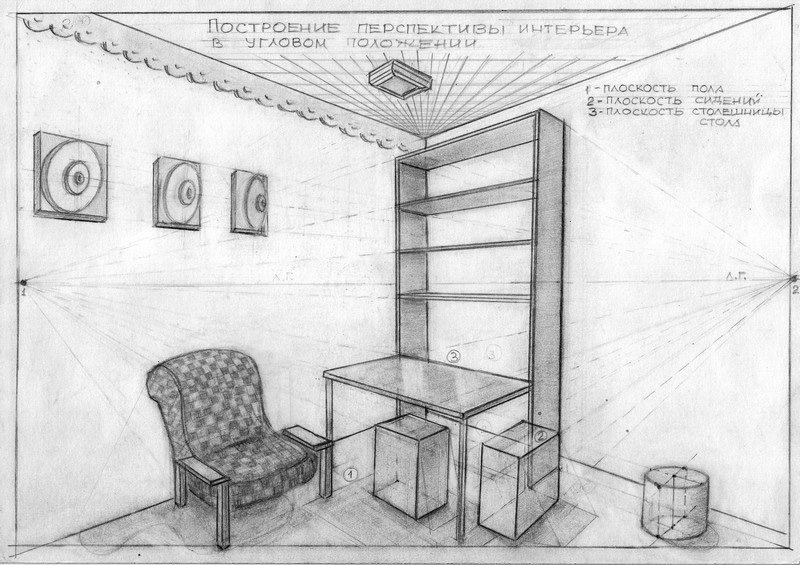 Построение перспективы интерьера
в угловом положении
1 - плоскость пола
2 - плоскость сидений
3 - плоскость столешницы
стола
л.г.
л.г.
1
2
3
3
2
1